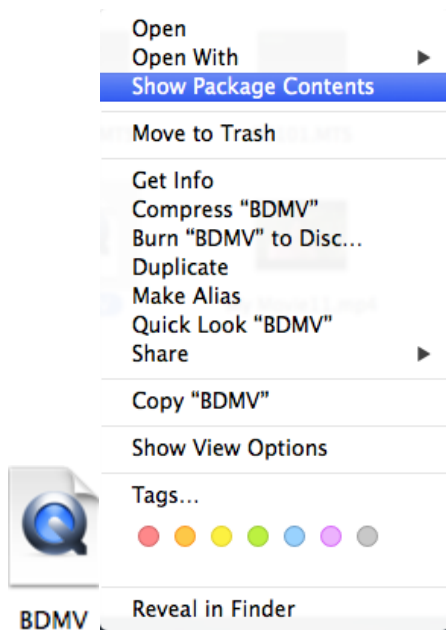 Open
Open With
Show Package Contents
Move to Trash
Get Info
Compress “BDMV”
Burn “BDMV” to Disc...
Duplicate
Make Alias
Quick Look “BDMV”
Share
Copy “BDMV”
Show View Options
Tags...
Reveal in Finder
BDMV